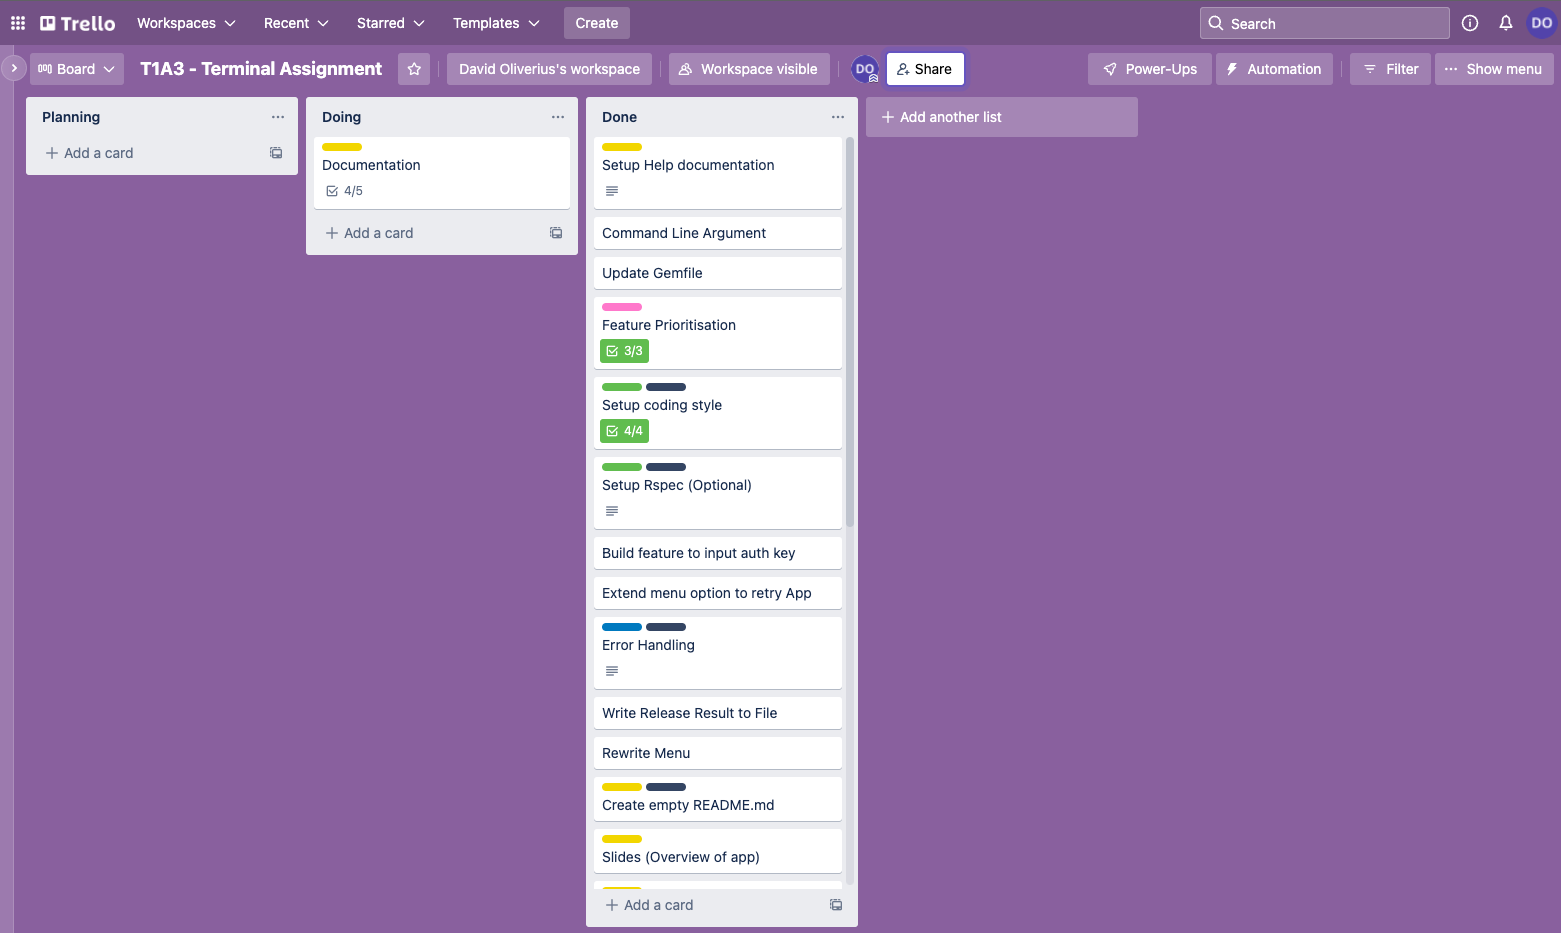 Trello
Workspaces
Recent
Starred
Templates
Create
Search
DO
Board
T1A3 - Terminal Assignment
David Oliverius's workspace
Workspace visible
DO
Share
Power-Ups
Automation
Filter
Show menu
Planning
Add a card
Doing
Documentation
4/5
Add a card
Done
Setup Help documentation
Command Line Argument
Update Gemfile
Feature Prioritisation
3/3
Setup coding style
4/4
Setup Rspec (Optional)
Build feature to input auth key
Extend menu option to retry App
Error Handling
Write Release Result to File
Rewrite Menu
Create empty README.md
Slides (Overview of app)
Add a card
Add another list